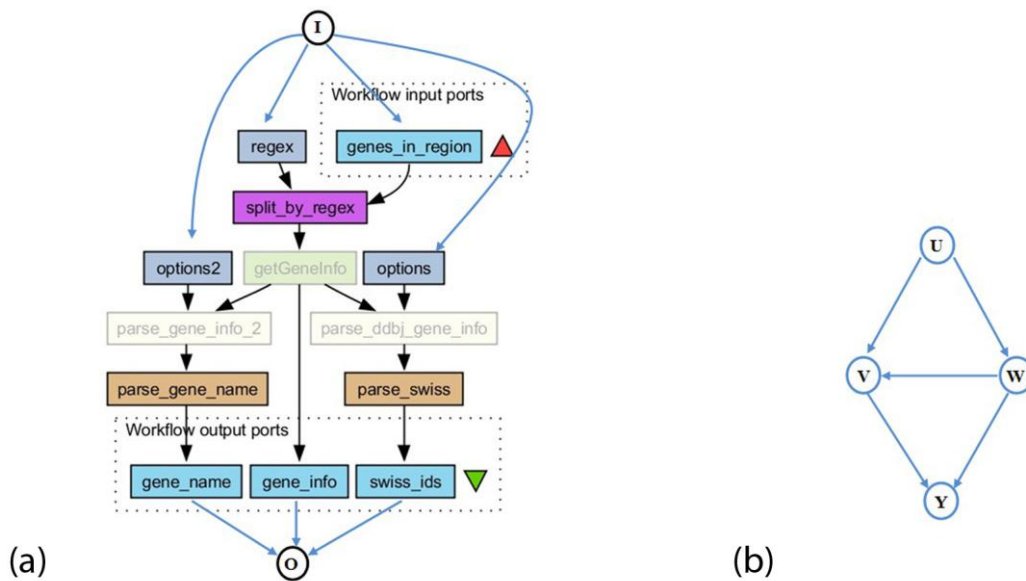 I
Workflow input ports
regex
genes_in_region
split_by_regex
options2
getGeneInfo
options
parse_gene_info_2
parse_ddbj_gene_info
parse_gene_name
parse_swiss
Workflow output ports
gene_name
gene_info
swiss_ids
O
(a)
U
V
W
Y
(b)